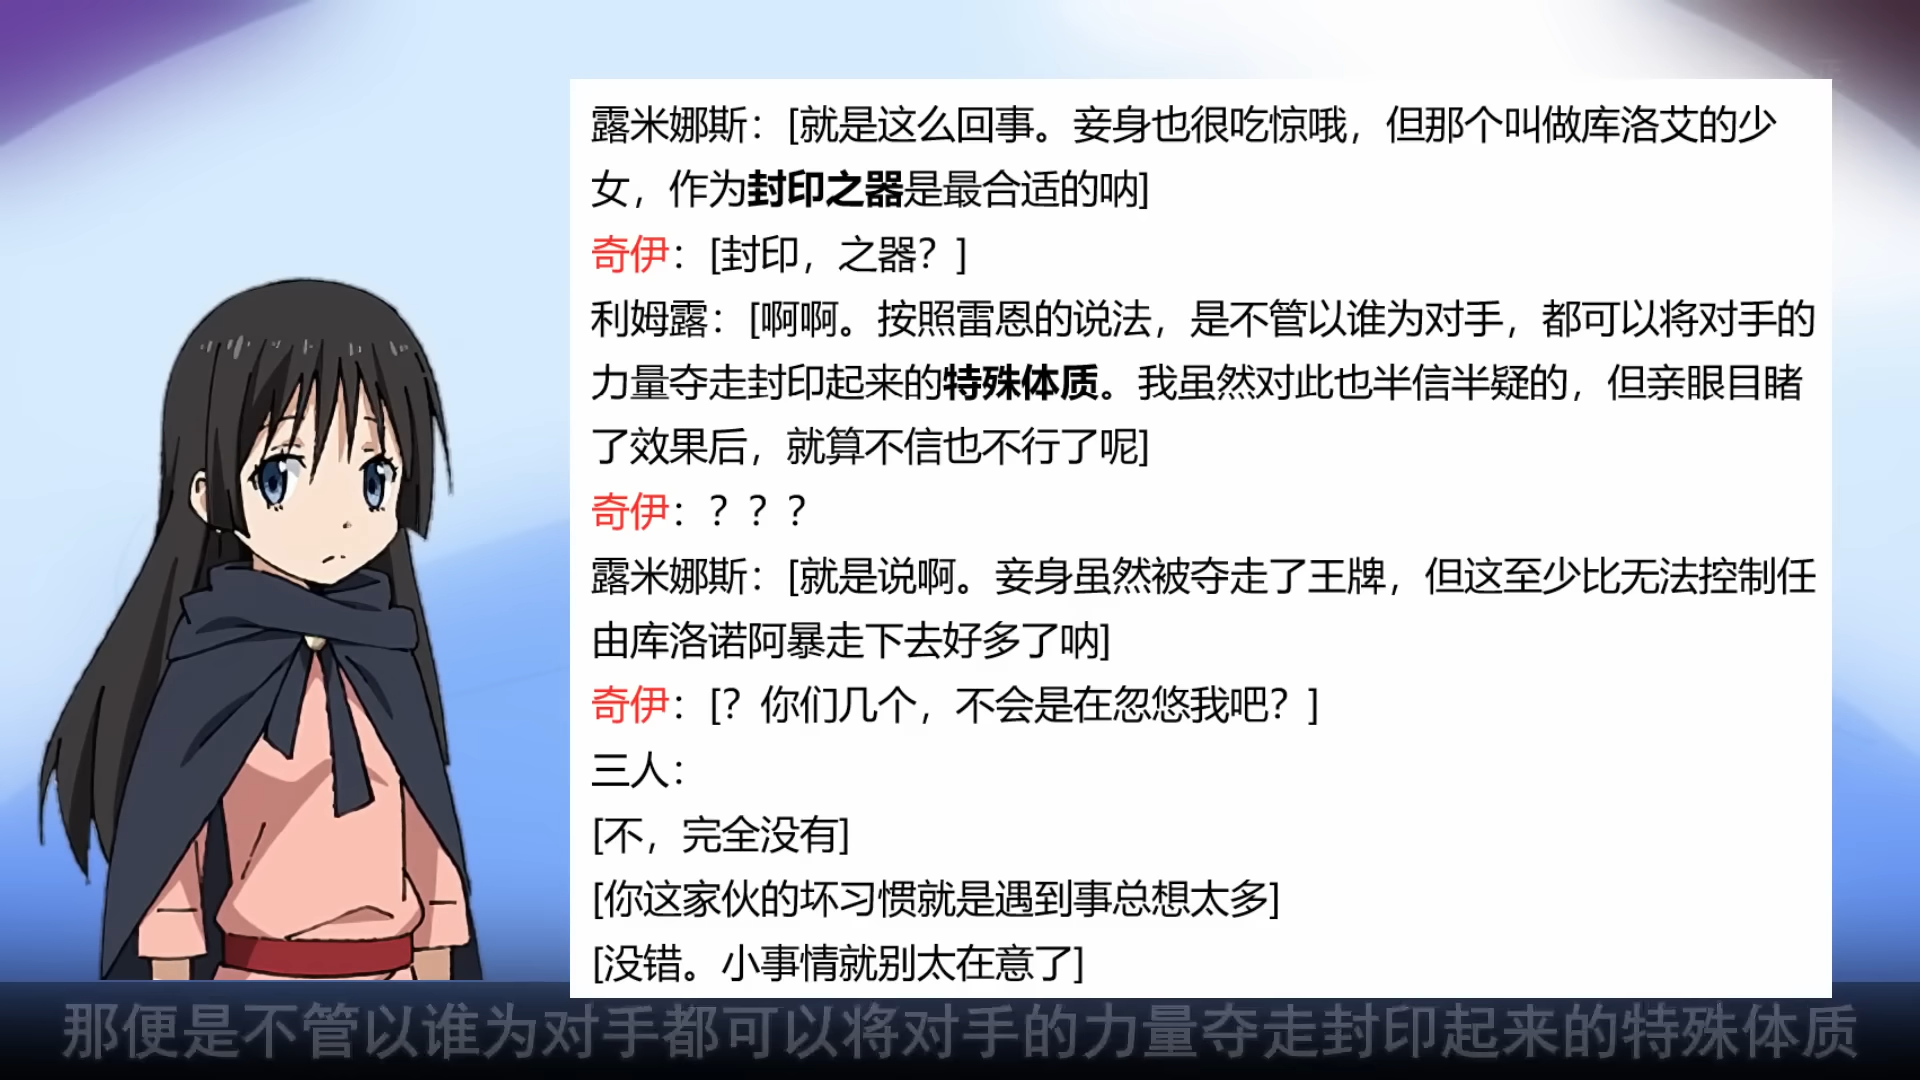 露米娜斯：[就是这么回事。妾身也很吃惊哦，但那个叫做库洛艾的少
女，作为封印之器是最合适的呐]
奇伊：[封印，之器？]
利姆露：[啊啊。按照雷恩的说法，是不管以谁为对手，都可以将对手的
力量夺走封印起来的特殊体质。我虽然对此也半信半疑的，但亲眼目睹
了效果后，就算不信也不行了呢]
奇伊：？？？
露米娜斯：[就是说啊。妾身虽然被夺走了王牌，但这至少比无法控制任
由库洛诺阿暴走下去好多了呐]
奇伊：[？你们几个，不会是在忽悠我吧？]
三人：
[不，完全没有]
[你这家伙的坏习惯就是遇到事总想太多]
[没错。小事情就别太在意了]
那便是不管以谁为对手都可以将对手的力量夺走封印起来的特殊体质